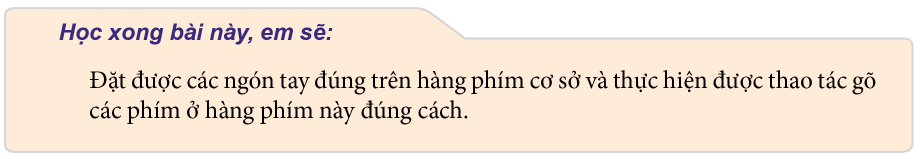 Học xong bài này, em sẽ:
Đặt được các ngón tay đúng trên hàng phím cơ sở và thực hiện được thao tác gõ
các phím ở hàng phím này đúng cách.